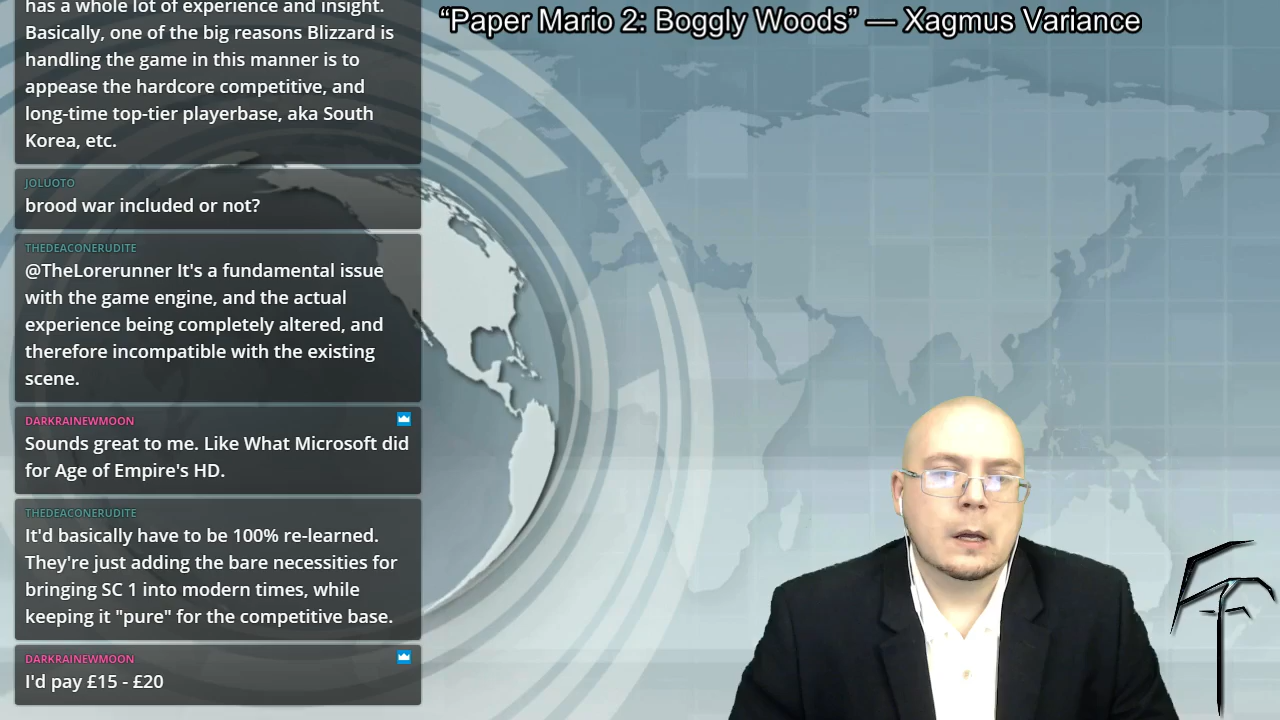 “Paper Mario 2: Boggly Woods” — Xagmus Variance
has a whole lot of experience and insight.
Basically, one of the big reasons Blizzard is
handling the game in this manner is to
appease the hardcore competitive, and
long-time top-tier playerbase, aka South
Korea, etc.
JOLUOTO
brood war included or not?
THEDEACONERUDITE
@TheLorerunner It's a fundamental issue
with the game engine, and the actual
experience being completely altered, and
therefore incompatible with the existing
scene.
DARKRAINEWMOON
Sounds great to me. Like What Microsoft did
for Age of Empire's HD.
THEDEACONERUDITE
It'd basically have to be 100% re-learned.
They're just adding the bare necessities for
bringing SC 1 into modern times, while
keeping it "pure" for the competitive base.
DARKRAINEWMOON
I'd pay £15 - £20